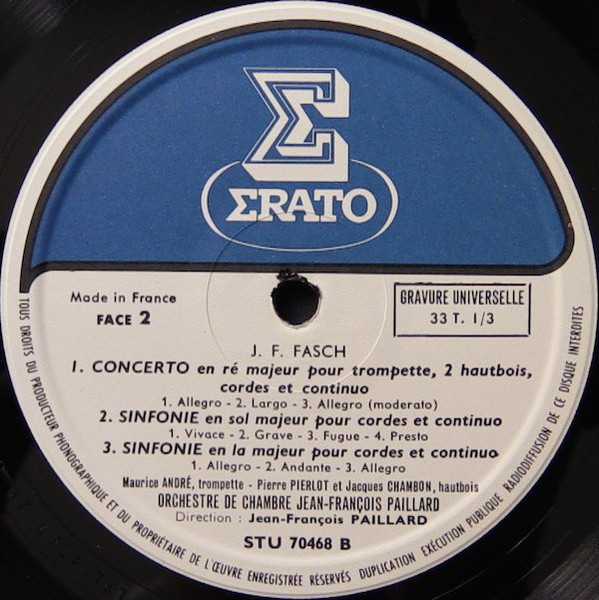 Σ
ΣRATO
Made in France
FACE 2
GRAVURE UNIVERSELLE
33 T. 1/3
J. F. FASCH
1. CONCERTO en ré majeur pour trompette, 2 hautbois,
cordes et continuo
1. Allegro - 2. Largo - 3. Allegro (moderato)
2. SINFONIE en sol majeur pour cordes et continuo
1. Vivace - 2. Grave - 3. Fugue - 4. Presto
3. SINFONIE en la majeur pour cordes et continuo
1. Allegro - 2. Andante - 3. Allegro
Maurice ANDRÉ, trompette - Pierre PIERLOT et Jacques CHAMBON, hautbois
ORCHESTRE DE CHAMBRE JEAN-FRANÇOIS PAILLARD
Direction : Jean-François PAILLARD
STU 70468 B
TOUS DROITS DU PRODUCTEUR PHONOGRAPHIQUE ET DU PROPRIÉTAIRE DE L'ŒUVRE ENREGISTRÉE RÉSERVÉS DUPLICATION EXÉCUTION PUBLIQUE RADIODIFFUSION DE CE DISQUE INTERDITES